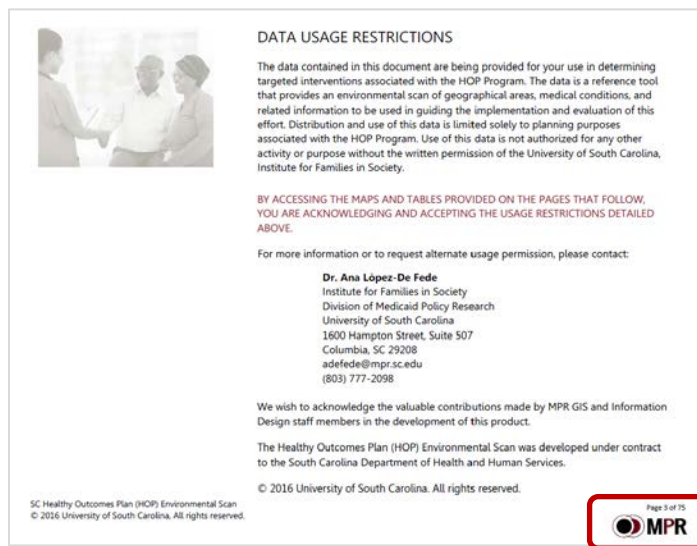 DATA USAGE RESTRICTIONS
The data contained in this document are being provided for your use in determining
targeted interventions associated with the HOP Program. The data is a reference tool
that provides an environmental scan of geographical areas, medical conditions, and
related information to be used in guiding the implementation and evaluation of this
effort. Distribution and use of this data is limited solely to planning purposes
associated with the HOP Program. Use of this data is not authorized for any other
activity or purpose without the written permission of the University of South Carolina,
Institute for Families in Society.
BY ACCESSING THE MAPS AND TABLES PROVIDED ON THE PAGES THAT FOLLOW,
YOU ARE ACKNOWLEDGING AND ACCEPTING THE USAGE RESTRICTIONS DETAILED
ABOVE.
For more information or to request alternate usage permission, please contact:
Dr. Ana López-De Fede
Institute for Families in Society
Division of Medicaid Policy Research
University of South Carolina
1600 Hampton Street, Suite 507
Columbia, SC 29208
adefede@mpr.sc.edu
(803) 777-2098
We wish to acknowledge the valuable contributions made by MPR GIS and Information
Design staff members in the development of this product.
The Healthy Outcomes Plan (HOP) Environmental Scan was developed under contract
to the South Carolina Department of Health and Human Services.
© 2016 University of South Carolina. All rights reserved.
SC Healthy Outcomes Plan (HOP) Environmental Scan
© 2016 University of South Carolina, All rights reserved.
Page 3 of 75
MPR